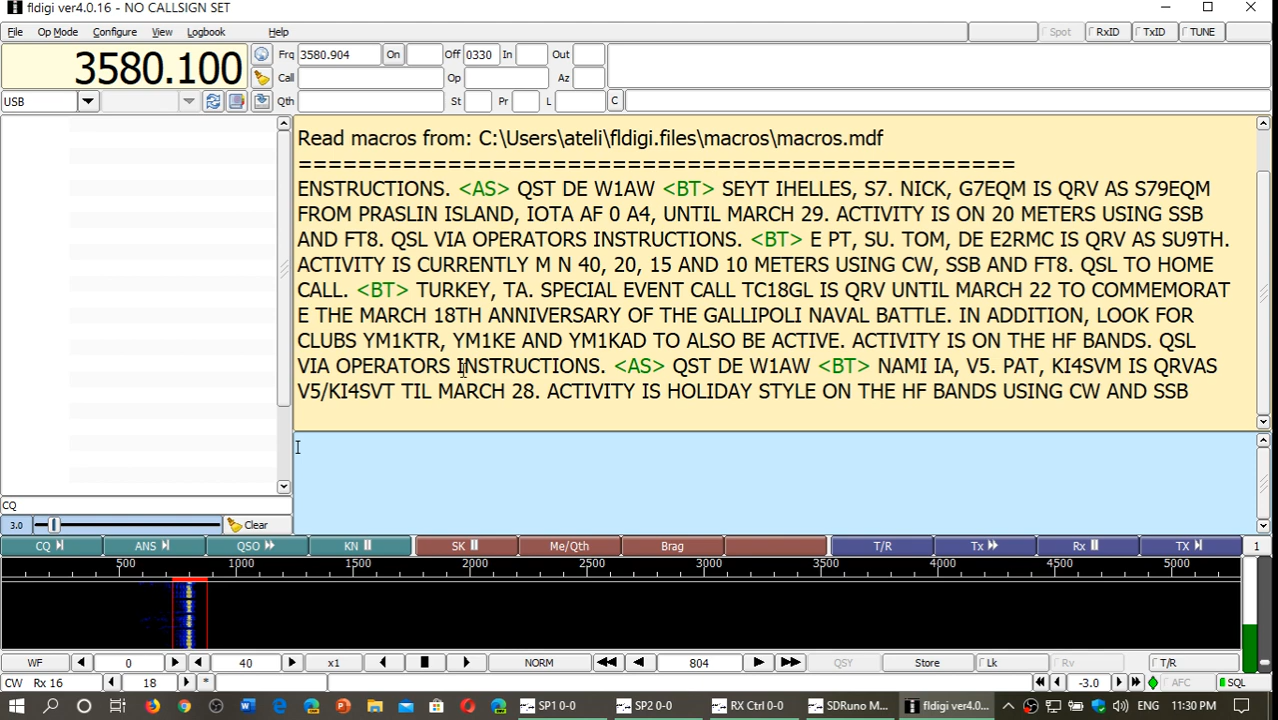 fldigi ver4.0.16 - NO CALLSIGN SET
File Op Mode Configure View Logbook Help Spot RxID TxID TUNE
3580.100 Frq 3580.904 On Off 0330 In Out
Call Op Az
USB Qth St Pr L C
Read macros from: C:\Users\ateli\fldigi.files\macros\macros.mdf
================================================
ENSTRUCTIONS. <AS> QST DE W1AW <BT> SEYT IHELLES, S7. NICK, G7EQM IS QRV AS S79EQM
FROM PRASLIN ISLAND, IOTA AF 0 A4, UNTIL MARCH 29. ACTIVITY IS ON 20 METERS USING SSB
AND FT8. QSL VIA OPERATORS INSTRUCTIONS. <BT> E PT, SU. TOM, DE E2RMC IS QRV AS SU9TH.
ACTIVITY IS CURRENTLY M N 40, 20, 15 AND 10 METERS USING CW, SSB AND FT8. QSL TO HOME
CALL. <BT> TURKEY, TA. SPECIAL EVENT CALL TC18GL IS QRV UNTIL MARCH 22 TO COMMEMORAT
E THE MARCH 18TH ANNIVERSARY OF THE GALLIPOLI NAVAL BATTLE. IN ADDITION, LOOK FOR
CLUBS YM1KTR, YM1KE AND YM1KAD TO ALSO BE ACTIVE. ACTIVITY IS ON THE HF BANDS. QSL
VIA OPERATORS INSTRUCTIONS. <AS> QST DE W1AW <BT> NAMI IA, V5. PAT, KI4SVM IS QRVAS
V5/KI4SVT TIL MARCH 28. ACTIVITY IS HOLIDAY STYLE ON THE HF BANDS USING CW AND SSB
CQ
3.0 Clear
CQ ANS QSO KN SK Me/Qth Brag T/R Tx Rx TX 1
500 1000 1500 2000 2500 3000 3500 4000 4500 5000
WF 0 40 x1 NORM 804 QSY Store Lk Rv T/R
CW Rx 16 18 * -3.0 AFC SQL
SP1 0-0 SP2 0-0 RX Ctrl 0-0 SDRuno M... fldigi ver4.0... 11:30 PM